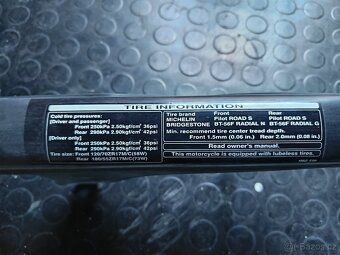 TIRE INFORMATION
Cold tire pressures:
[Driver and passenger]
Front 250kPa 2.50kgf/cm² 36psi
Rear 290kPa 2.90kgf/cm² 42psi
[Driver only]
Front 250kPa 2.50kgf/cm² 36psi
Rear 290kPa 2.90kgf/cm² 42psi
Tire size: Front 120/70ZR17M/C(58W)
Rear 180/55ZR17M/C(73W)
Tire brand Front Rear
MICHELIN Pilot ROAD S Pilot ROAD S
BRIDGESTONE BT-56F RADIAL N BT-56F RADIAL G
Min. recommend tire center tread depth.
Front 1.5mm (0.06 in.) Rear 2.0mm (0.08 in.)
Read owner's manual.
This motorcycle is equipped with tubeless tires.